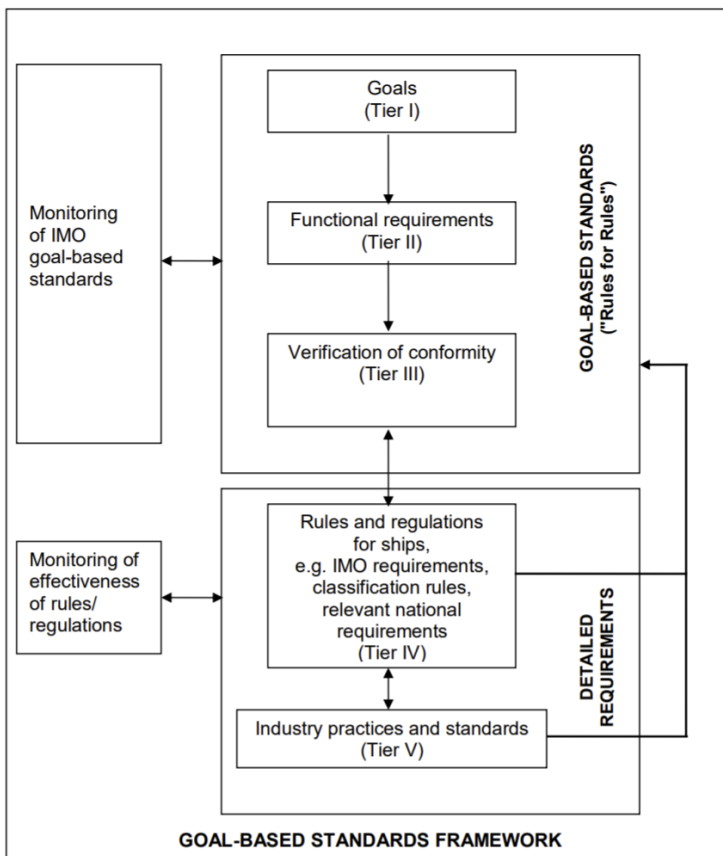 Goals
(Tier I)
Monitoring
of IMO
goal-based
standards
Functional requirements
(Tier II)
Verification of conformity
(Tier III)
GOAL-BASED STANDARDS
("Rules for Rules")
Rules and regulations
for ships,
e.g. IMO requirements,
classification rules,
relevant national
requirements
(Tier IV)
Monitoring of
effectiveness
of rules/
regulations
Industry practices and standards
(Tier V)
DETAILED
REQUIREMENTS
GOAL-BASED STANDARDS FRAMEWORK